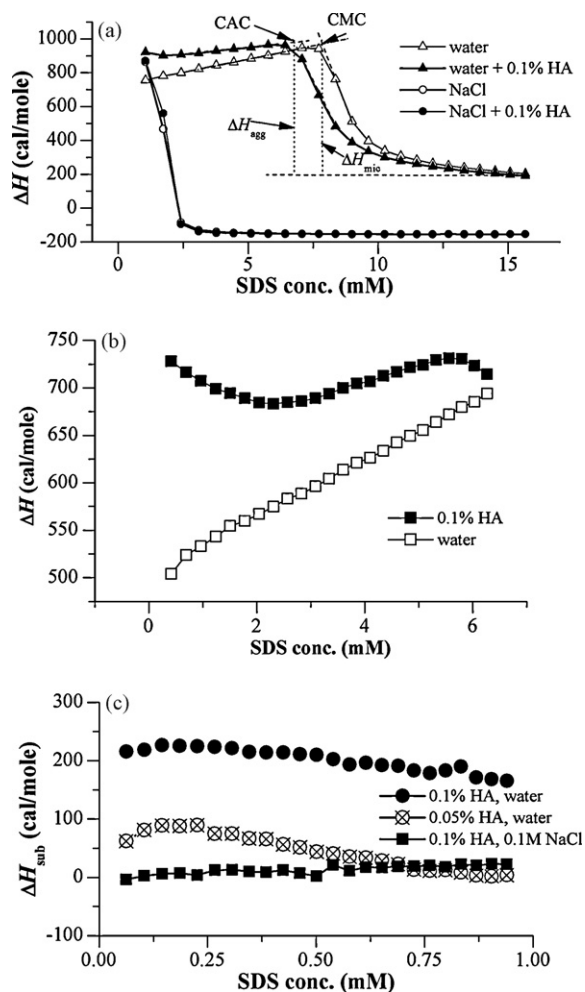 (a)
CAC
CMC
water
water + 0.1% HA
NaCl
NaCl + 0.1% HA
ΔHagg
ΔHmic
ΔH (cal/mole)
1000
800
600
400
200
0
-200
0
5
10
15
SDS conc. (mM)
(b)
750
700
650
600
550
500
ΔH (cal/mole)
0.1% HA
water
0
2
4
6
SDS conc. (mM)
(c)
300
200
100
0
-100
ΔHsub (cal/mole)
0.1% HA, water
0.05% HA, water
0.1% HA, 0.1M NaCl
0.00
0.25
0.50
0.75
1.00
SDS conc. (mM)